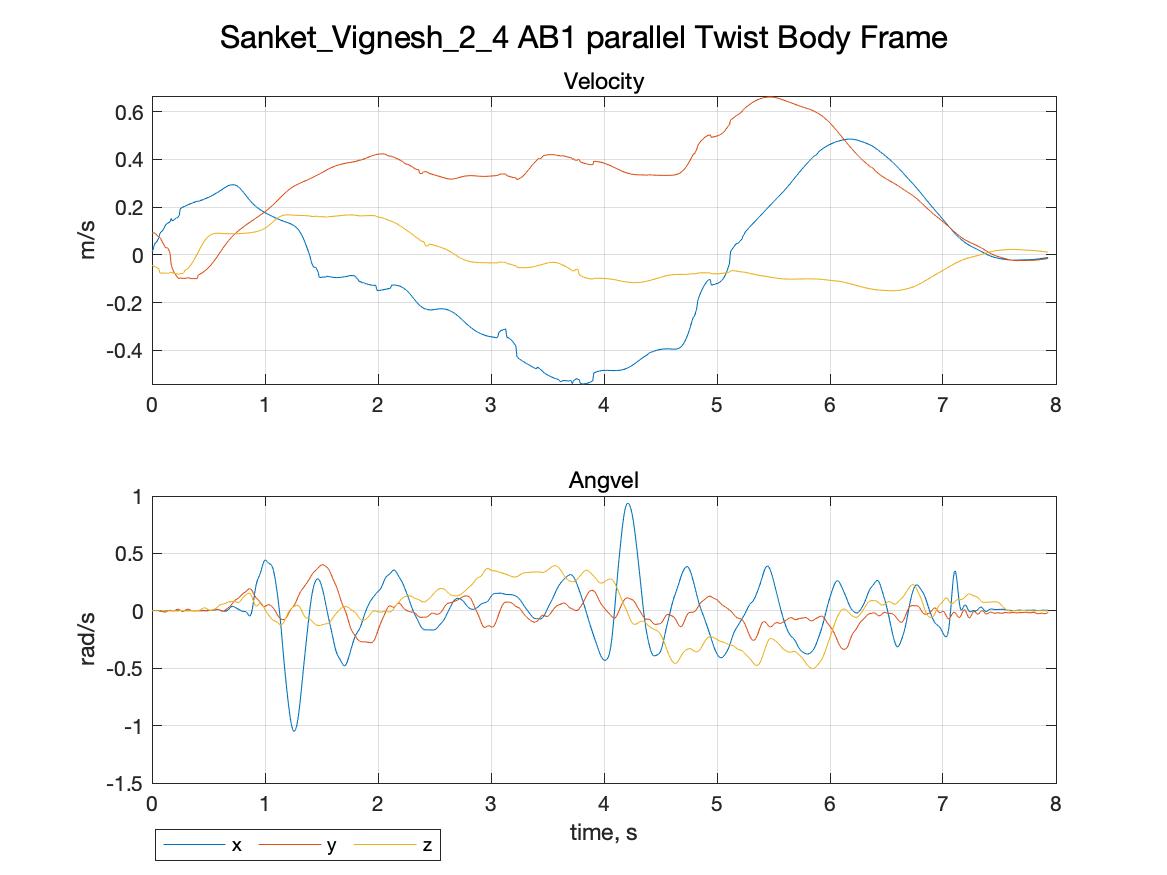 Sanket_Vignesh_2_4 AB1 parallel Twist Body Frame
Velocity
0.6
0.4
0.2
0
-0.2
-0.4
m/s
0 1 2 3 4 5 6 7 8
Angvel
1
0.5
0
-0.5
-1
-1.5
rad/s
0 1 2 3 4 5 6 7 8
time, s
x y z